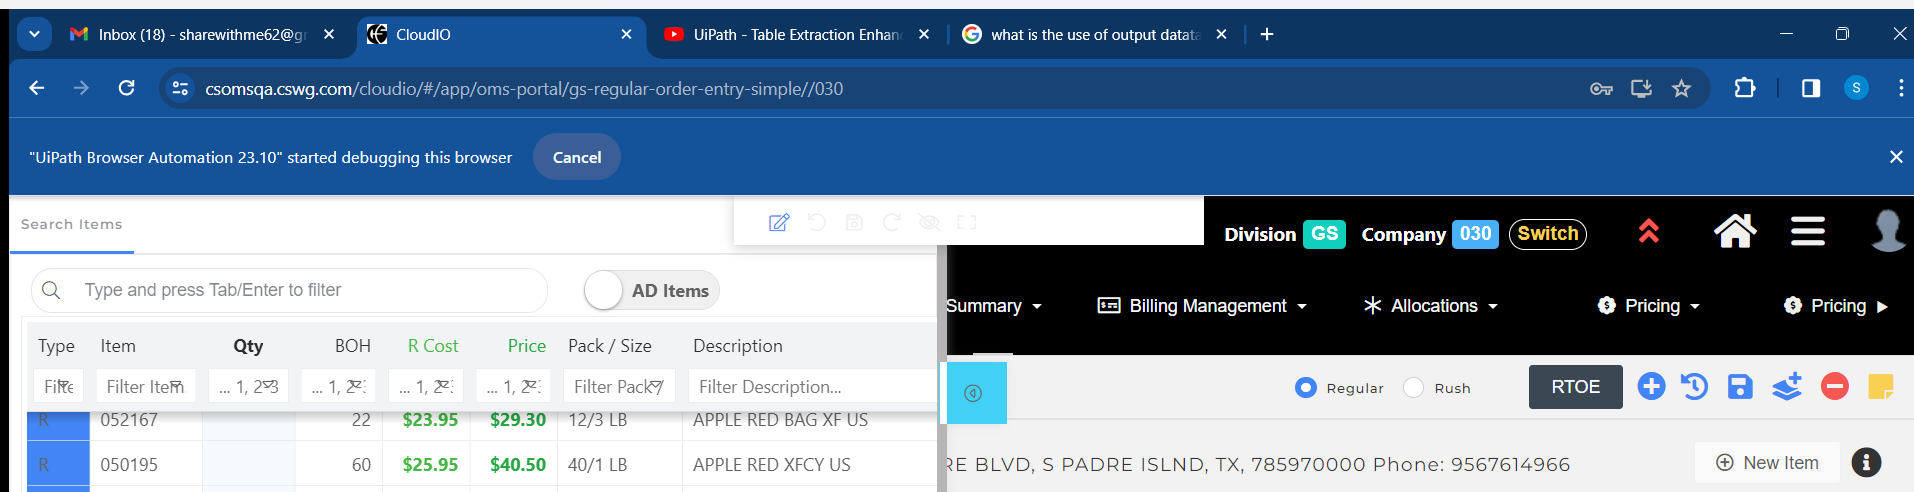 Inbox (18) - sharewithme62@gr
CloudIO
UiPath - Table Extraction Enhan
what is the use of output datata
csomsqa.cswg.com/cloudio/#/app/oms-portal/gs-regular-order-entry-simple//030
S
"UiPath Browser Automation 23.10" started debugging this browser
Cancel
Search Items
Division GS Company 030 Switch
Type and press Tab/Enter to filter
AD Items
Summary
Billing Management
Allocations
Pricing
Pricing
Type Item Qty BOH R Cost Price Pack / Size Description
Filte Filter Item ... 1, 2-3 ... 1, 2-: ... 1, 2-: ... 1, 2-: Filter Pack / Filter Description...
Regular Rush RTOE
R 052167 22 $23.95 $29.30 12/3 LB APPLE RED BAG XF US
R 050195 60 $25.95 $40.50 40/1 LB APPLE RED XFCY US
RE BLVD, S PADRE ISLND, TX, 785970000 Phone: 9567614966
New Item